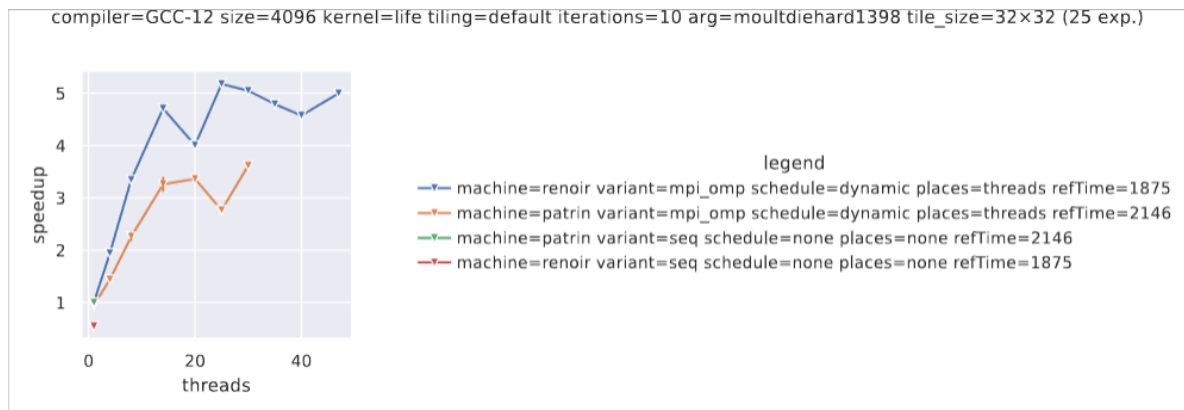 compiler=GCC-12 size=4096 kernel=life tiling=default iterations=10 arg=moultdiehard1398 tile_size=32×32 (25 exp.)
5
4
3
2
1
speedup
0 20 40
threads
legend
machine=renoir variant=mpi_omp schedule=dynamic places=threads refTime=1875
machine=patrin variant=mpi_omp schedule=dynamic places=threads refTime=2146
machine=patrin variant=seq schedule=none places=none refTime=2146
machine=renoir variant=seq schedule=none places=none refTime=1875